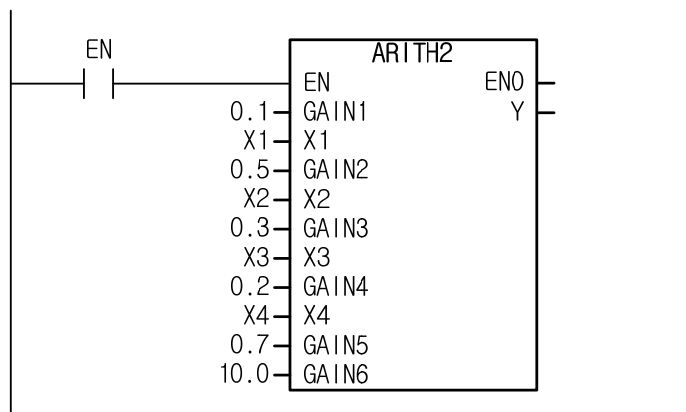 EN
ARITH2
EN ENO
0.1 GAIN1 Y
X1 X1
0.5 GAIN2
X2 X2
0.3 GAIN3
X3 X3
0.2 GAIN4
X4 X4
0.7 GAIN5
10.0 GAIN6